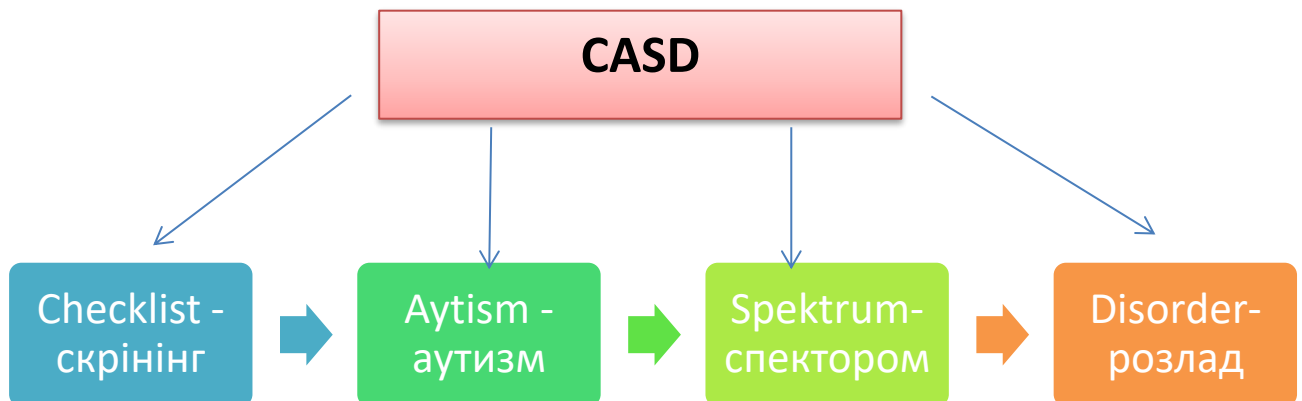 CASD
Checklist -
скрінінг
Aytism -
аутизм
Spektrum-
спектором
Disorder-
розлад